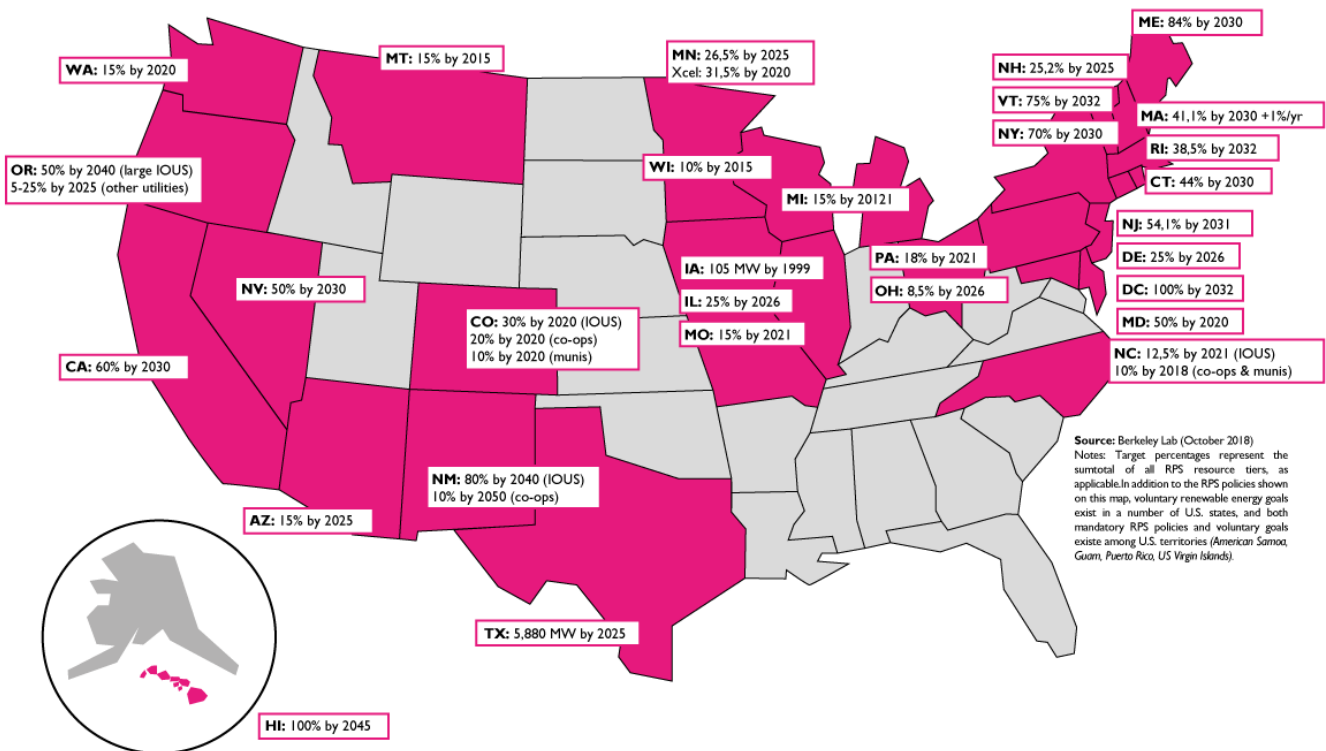 ME: 84% by 2030
MT: 15% by 2015
MN: 26,5% by 2025
Xcel: 31,5% by 2020
WA: 15% by 2020
NH: 25,2% by 2025
VT: 75% by 2032
MA: 41,1% by 2030 +1%/yr
NY: 70% by 2030
RI: 38,5% by 2032
OR: 50% by 2040 (large IOUS)
5-25% by 2025 (other utilities)
WI: 10% by 2015
CT: 44% by 2030
MI: 15% by 20121
NJ: 54,1% by 2031
PA: 18% by 2021
DE: 25% by 2026
IA: 105 MW by 1999
NV: 50% by 2030
OH: 8,5% by 2026
DC: 100% by 2032
IL: 25% by 2026
CO: 30% by 2020 (IOUS)
20% by 2020 (co-ops)
10% by 2020 (munis)
MO: 15% by 2021
MD: 50% by 2020
NC: 12,5% by 2021 (IOUS)
10% by 2018 (co-ops & munis)
CA: 60% by 2030
Source: Berkeley Lab (October 2018)
Notes: Target percentages represent the
sumtotal of all RPS resource tiers, as
applicable.In addition to the RPS policies shown
on this map, voluntary renewable energy goals
exist in a number of U.S. states, and both
mandatory RPS policies and voluntary goals
existe among U.S. territories (American Samoa,
Guam, Puerto Rico, US Virgin Islands).
NM: 80% by 2040 (IOUS)
10% by 2050 (co-ops)
AZ: 15% by 2025
TX: 5,880 MW by 2025
HI: 100% by 2045